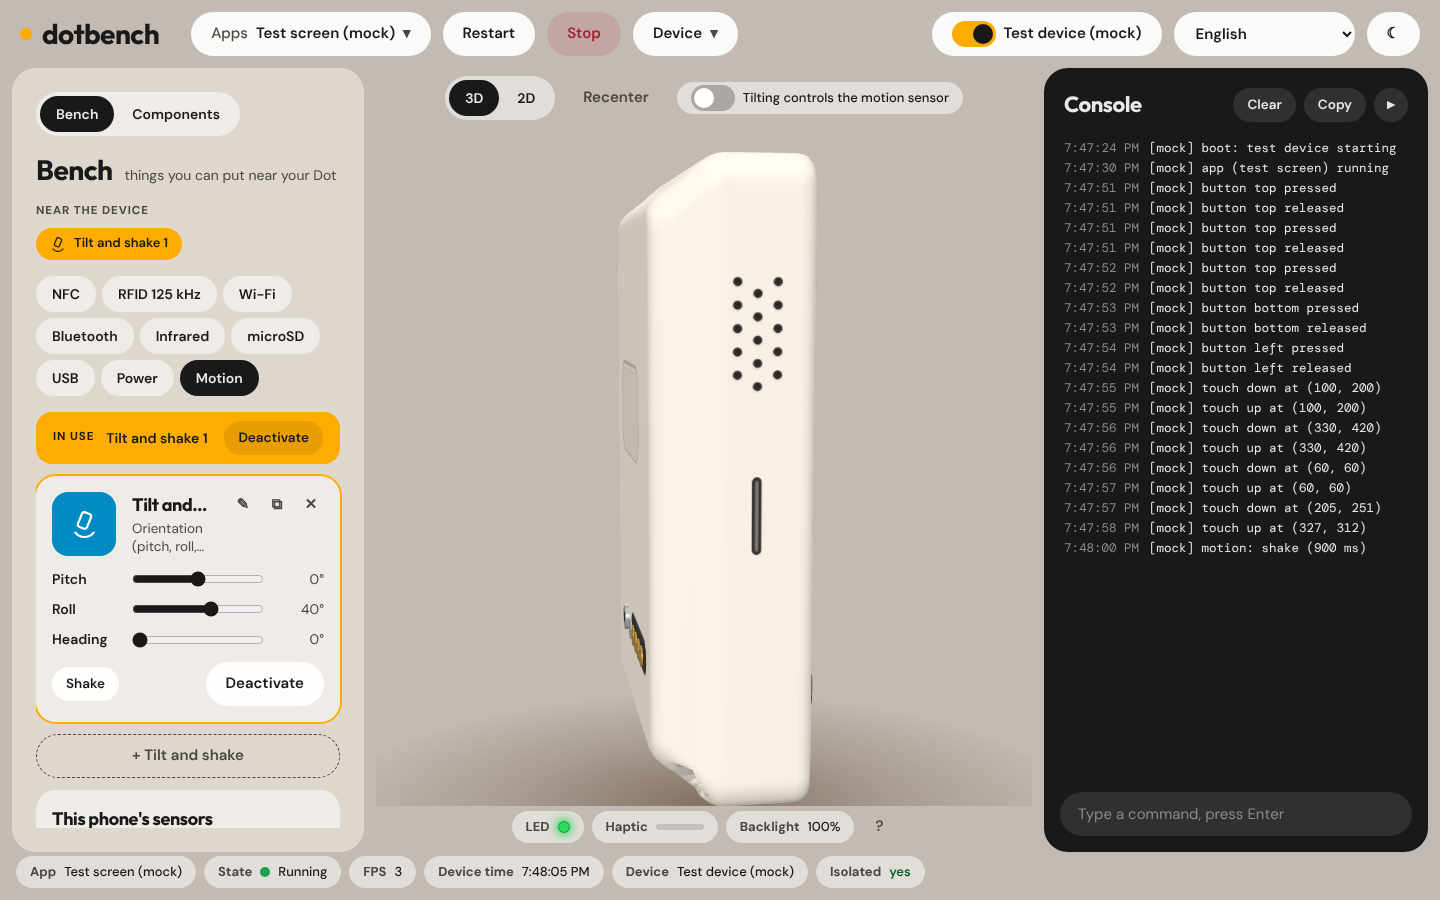 dotbench
Apps Test screen (mock) ▾
Restart
Stop
Device ▾
Test device (mock)
English
Bench
Components
Bench things you can put near your Dot
NEAR THE DEVICE
Tilt and shake 1
NFC
RFID 125 kHz
Wi-Fi
Bluetooth
Infrared
microSD
USB
Power
Motion
IN USE Tilt and shake 1 Deactivate
Tilt and...
Orientation
(pitch, roll,...
Pitch 0°
Roll 40°
Heading 0°
Shake
Deactivate
+ Tilt and shake
This phone's sensors
3D
2D
Recenter
Tilting controls the motion sensor
LED
Haptic
Backlight 100%
?
Console
Clear
Copy
7:47:24 PM [mock] boot: test device starting
7:47:30 PM [mock] app (test screen) running
7:47:51 PM [mock] button top pressed
7:47:51 PM [mock] button top released
7:47:51 PM [mock] button top pressed
7:47:51 PM [mock] button top released
7:47:52 PM [mock] button top pressed
7:47:52 PM [mock] button top released
7:47:53 PM [mock] button bottom pressed
7:47:53 PM [mock] button bottom released
7:47:54 PM [mock] button left pressed
7:47:54 PM [mock] button left released
7:47:55 PM [mock] touch down at (100, 200)
7:47:55 PM [mock] touch up at (100, 200)
7:47:56 PM [mock] touch down at (330, 420)
7:47:56 PM [mock] touch up at (330, 420)
7:47:56 PM [mock] touch down at (60, 60)
7:47:57 PM [mock] touch up at (60, 60)
7:47:57 PM [mock] touch down at (205, 251)
7:47:58 PM [mock] touch up at (327, 312)
7:48:00 PM [mock] motion: shake (900 ms)
Type a command, press Enter
App Test screen (mock)
State Running
FPS 3
Device time 7:48:05 PM
Device Test device (mock)
Isolated yes